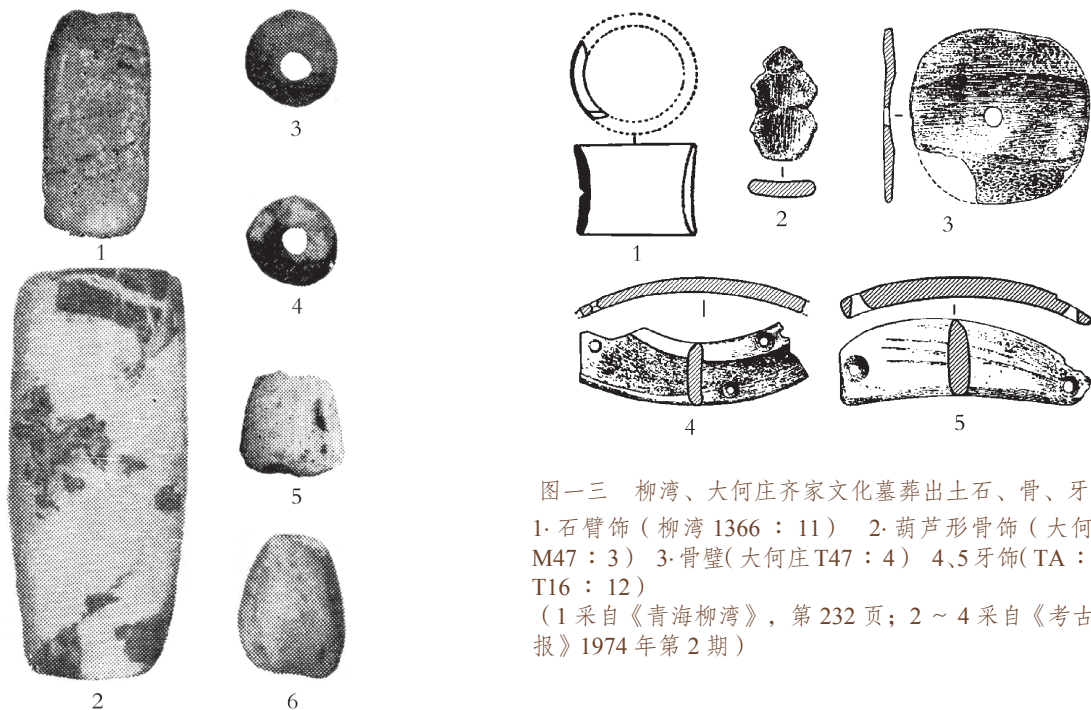 1
2
3
4
5
6
1
2
3
4
5
图一三 柳湾、大何庄齐家文化墓葬出土石、骨、牙
1· 石臂饰（柳湾 1366 ：11） 2· 葫芦形骨饰（大何
M47 ：3） 3· 骨璧（大何庄 T47 ：4） 4、5 牙饰（TA ：
T16 ：12）
（1 采自《青海柳湾》，第 232 页；2 ~ 4 采自《考古
报》1974 年第 2 期）